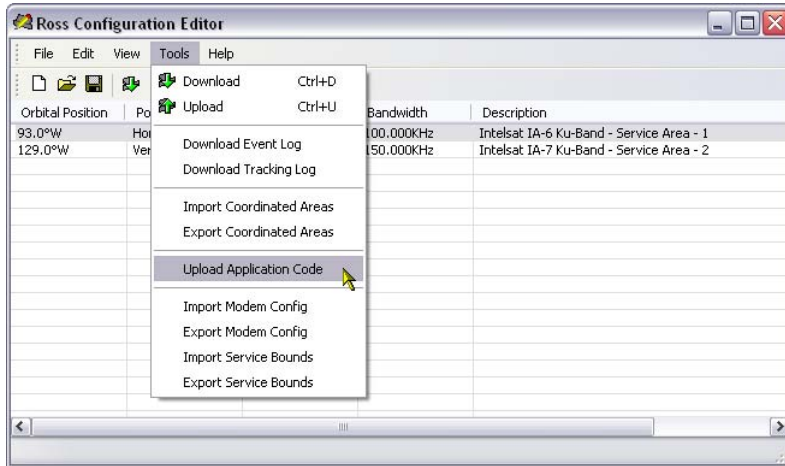 Ross Configuration Editor
File Edit View Tools Help
Download Ctrl+D
Upload Ctrl+U
Download Event Log
Download Tracking Log
Import Coordinated Areas
Export Coordinated Areas
Upload Application Code
Import Modem Config
Export Modem Config
Import Service Bounds
Export Service Bounds
Orbital Position Po Bandwidth Description
93.0°W Hor 100.000KHz Intelsat IA-6 Ku-Band - Service Area - 1
129.0°W Ver 150.000KHz Intelsat IA-7 Ku-Band - Service Area - 2